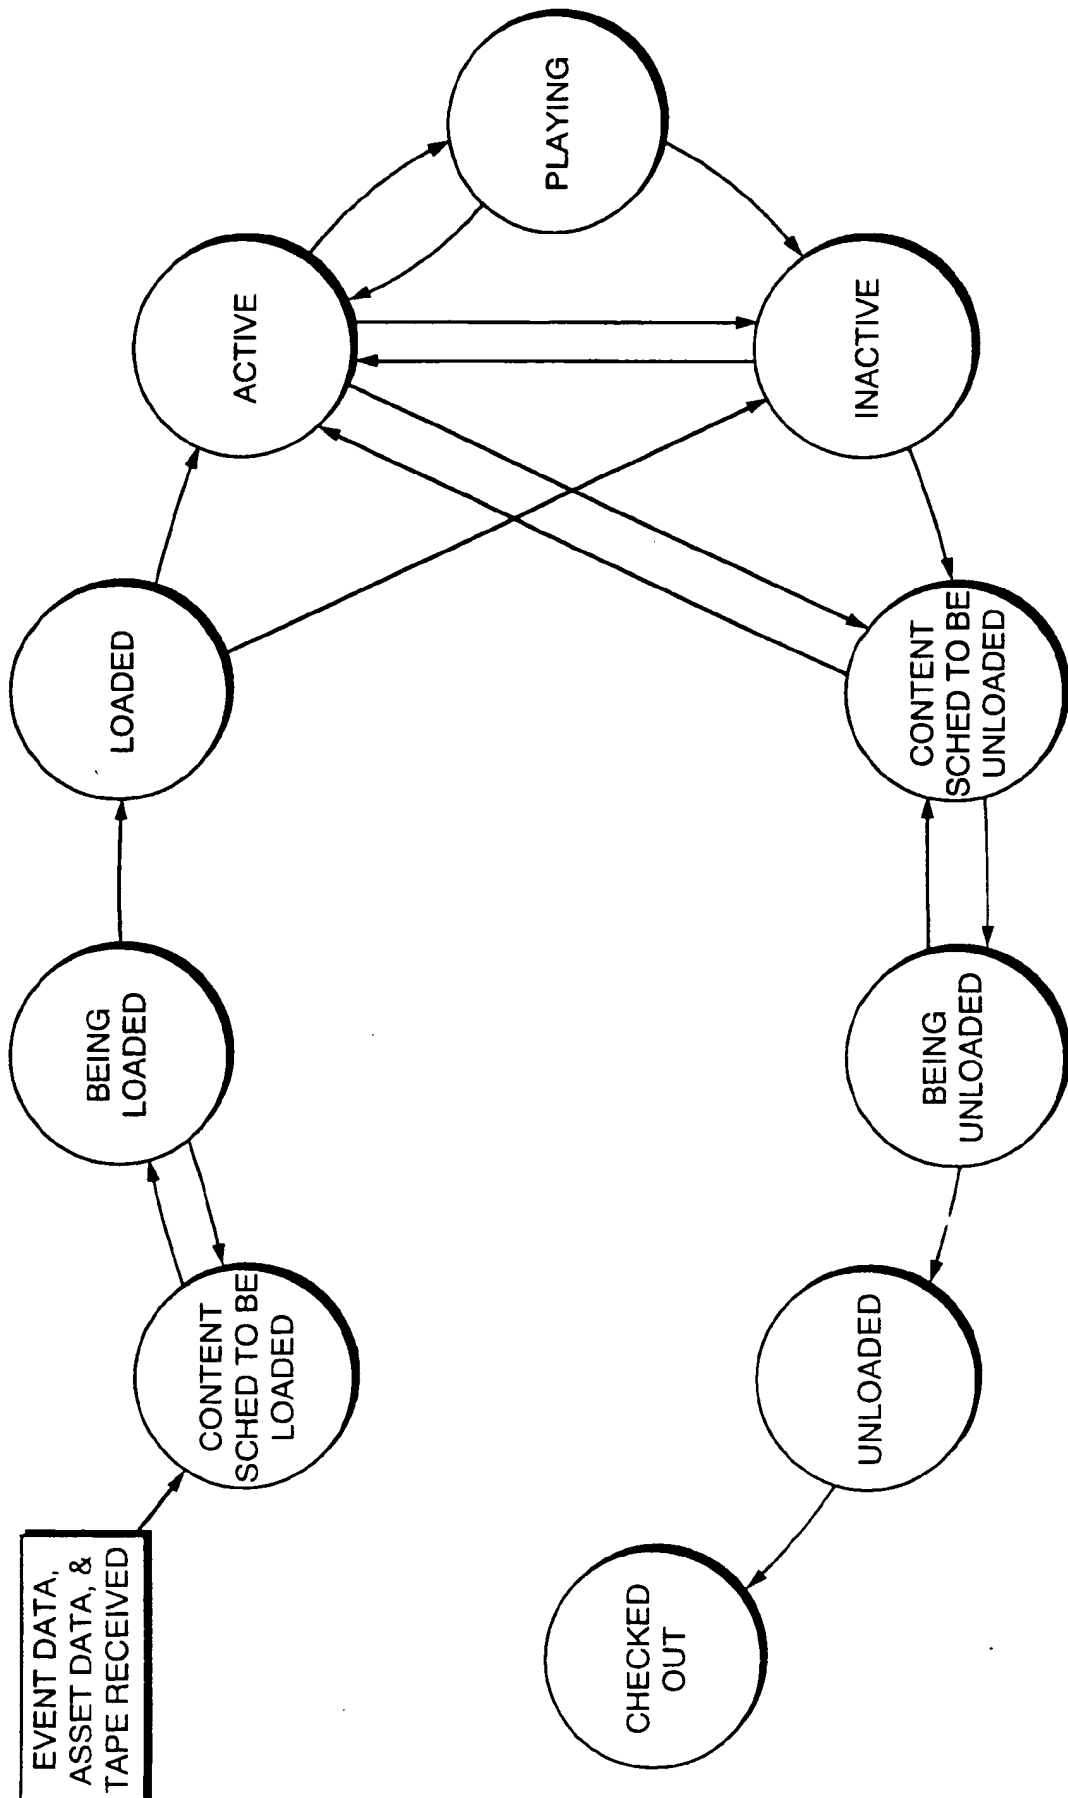 EVENT DATA,
ASSET DATA, &
TAPE RECEIVED
CONTENT
SCHED TO BE
LOADED
BEING
LOADED
LOADED
ACTIVE
PLAYING
INACTIVE
CONTENT
SCHED TO BE
UNLOADED
BEING
UNLOADED
UNLOADED
CHECKED
OUT